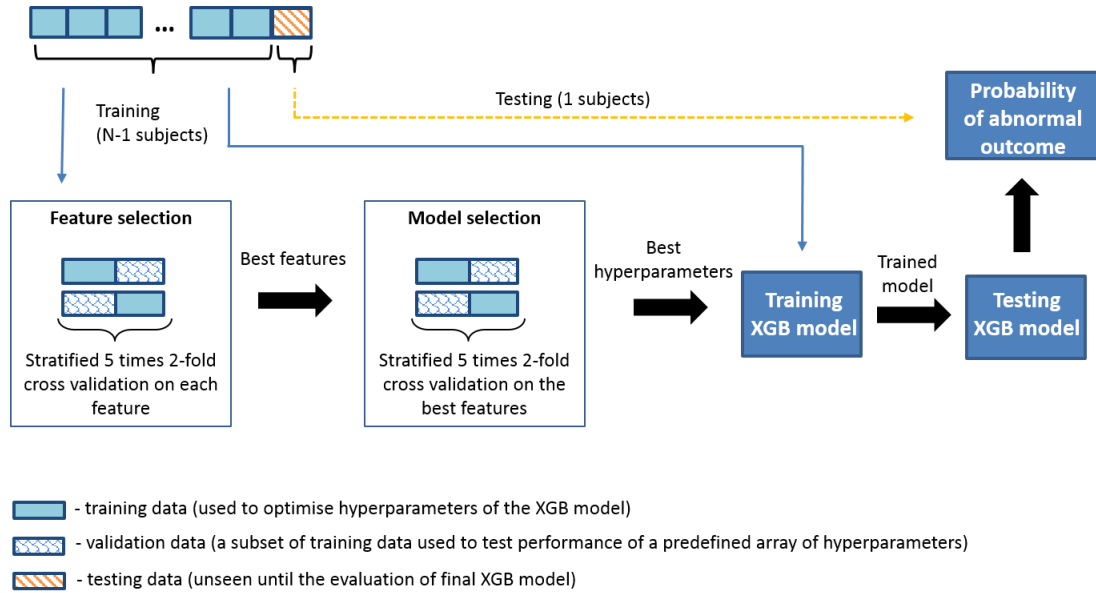 ...
Training
(N-1 subjects)
Testing (1 subjects)
Probability
of abnormal
outcome
Feature selection
Stratified 5 times 2-fold
cross validation on each
feature
Best features
Model selection
Stratified 5 times 2-fold
cross validation on the
best features
Best
hyperparameters
Training
XGB model
Trained
model
Testing
XGB model
- training data (used to optimise hyperparameters of the XGB model)
- validation data (a subset of training data used to test performance of a predefined array of hyperparameters)
- testing data (unseen until the evaluation of final XGB model)